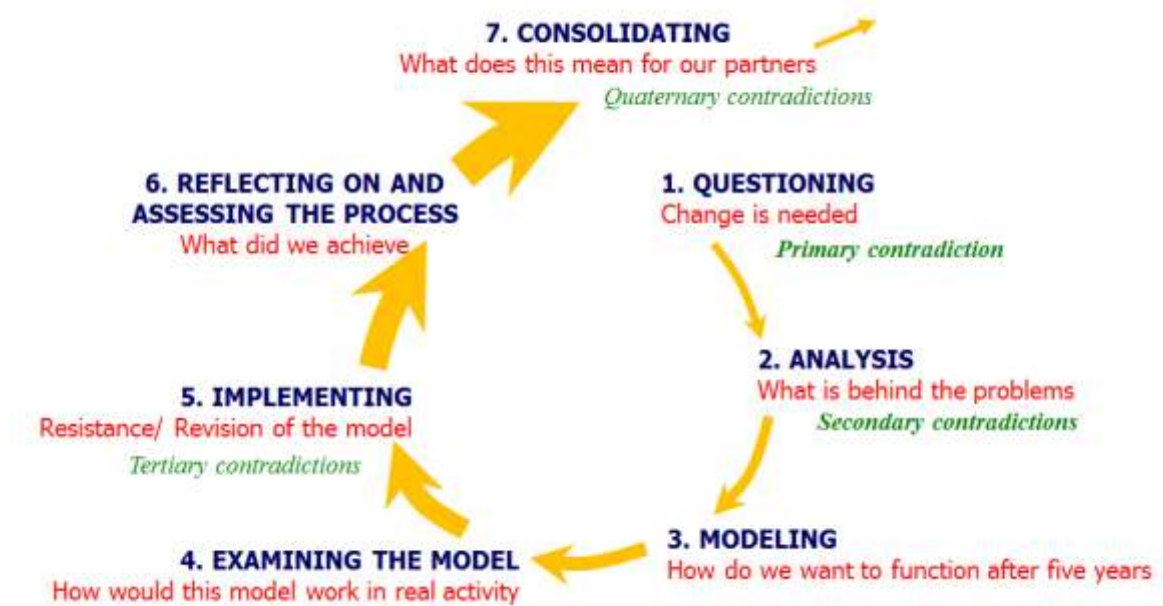 7. CONSOLIDATING
What does this mean for our partners
Quaternary contradictions
1. QUESTIONING
Change is needed
Primary contradiction
2. ANALYSIS
What is behind the problems
Secondary contradictions
3. MODELING
How do we want to function after five years
4. EXAMINING THE MODEL
How would this model work in real activity
5. IMPLEMENTING
Resistance/ Revision of the model
Tertiary contradictions
6. REFLECTING ON AND
ASSESSING THE PROCESS
What did we achieve